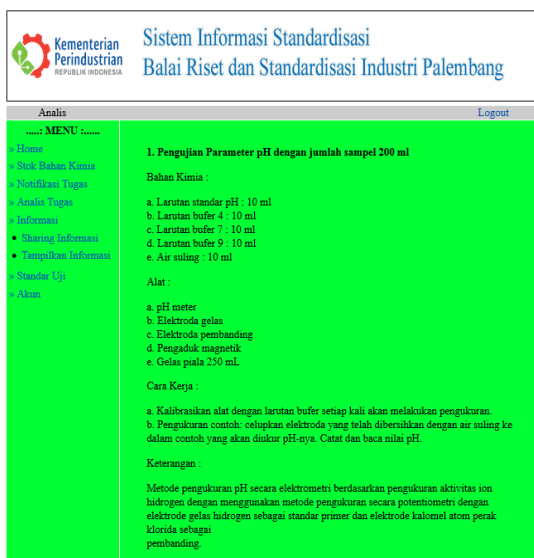 Kementerian
Perindustrian
REPUBLIK INDONESIA
Sistem Informasi Standardisasi
Balai Riset dan Standardisasi Industri Palembang
Analis
Logout
.....: MENU :......
» Home
» Stok Bahan Kimia
» Notifikasi Tugas
» Analis Tugas
» Informasi
• Sharing Informasi
• Tampilkan Informasi
» Standar Uji
» Akun
1. Pengujian Parameter pH dengan jumlah sampel 200 ml
Bahan Kimia :
a. Larutan standar pH : 10 ml
b. Larutan bufer 4 : 10 ml
c. Larutan bufer 7 : 10 ml
d. Larutan bufer 9 : 10 ml
e. Air suling : 10 ml
Alat :
a. pH meter
b. Elektroda gelas
c. Elektroda pembanding
d. Pengaduk magnetik
e. Gelas piala 250 mL
Cara Kerja :
a. Kalibrasikan alat dengan larutan bufer setiap kali akan melakukan pengukuran.
b. Pengukuran contoh: celupkan elektroda yang telah dibersihkan dengan air suling ke
dalam contoh yang akan diukur pH-nya. Catat dan baca nilai pH.
Keterangan :
Metode pengukuran pH secara elektrometri berdasarkan pengukuran aktivitas ion
hidrogen dengan menggunakan metode pengukuran secara potentiometri dengan
elektrode gelas hidrogen sebagai standar primer dan elektrode kalomel atom perak
klorida sebagai
pembanding.